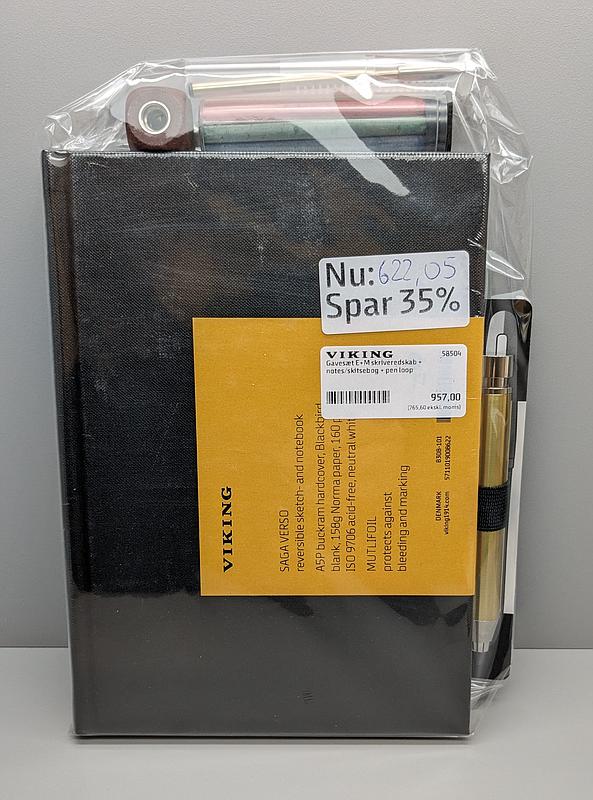 Nu: 622,05
Spar 35%
VIKING 58504
Gavesæt E+M skriveredskab +
notes/skitsebog + pen loop
957,00
(765,60 ekskl. moms)
VIKING
SAGA VERSO
reversible sketch- and notebook
A5P buckram hardcover, Blackbird
blank, 158g Norma paper, 160 p
ISO 9706 acid-free, neutral whi
MUTLIFOIL
protects against
bleeding and marking
DENMARK
viking1914.com
8308-101
5711019008622